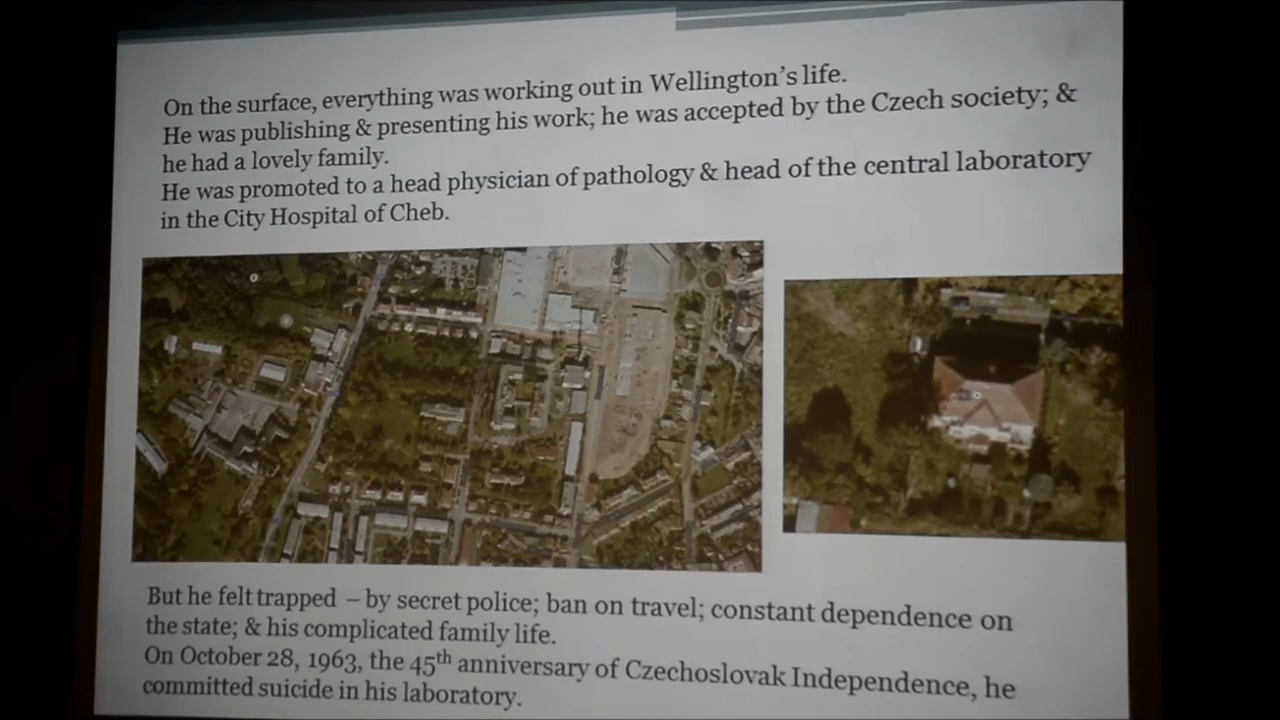 On the surface, everything was working out in Wellington's life.
He was publishing & presenting his work; he was accepted by the Czech society; &
he had a lovely family.
He was promoted to a head physician of pathology & head of the central laboratory
in the City Hospital of Cheb.
But he felt trapped – by secret police; ban on travel; constant dependence on
the state; & his complicated family life.
On October 28, 1963, the 45th anniversary of Czechoslovak Independence, he
committed suicide in his laboratory.